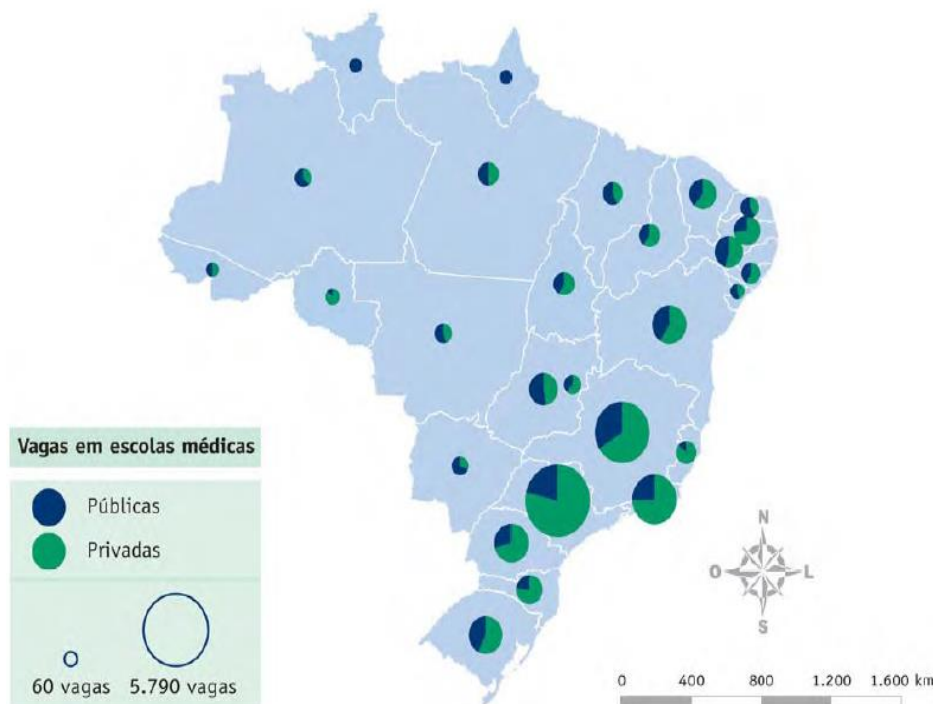 Vagas em escolas médicas
Públicas
Privadas
60 vagas 5.790 vagas
N
O L
S
0 400 800 1.200 1.600 km